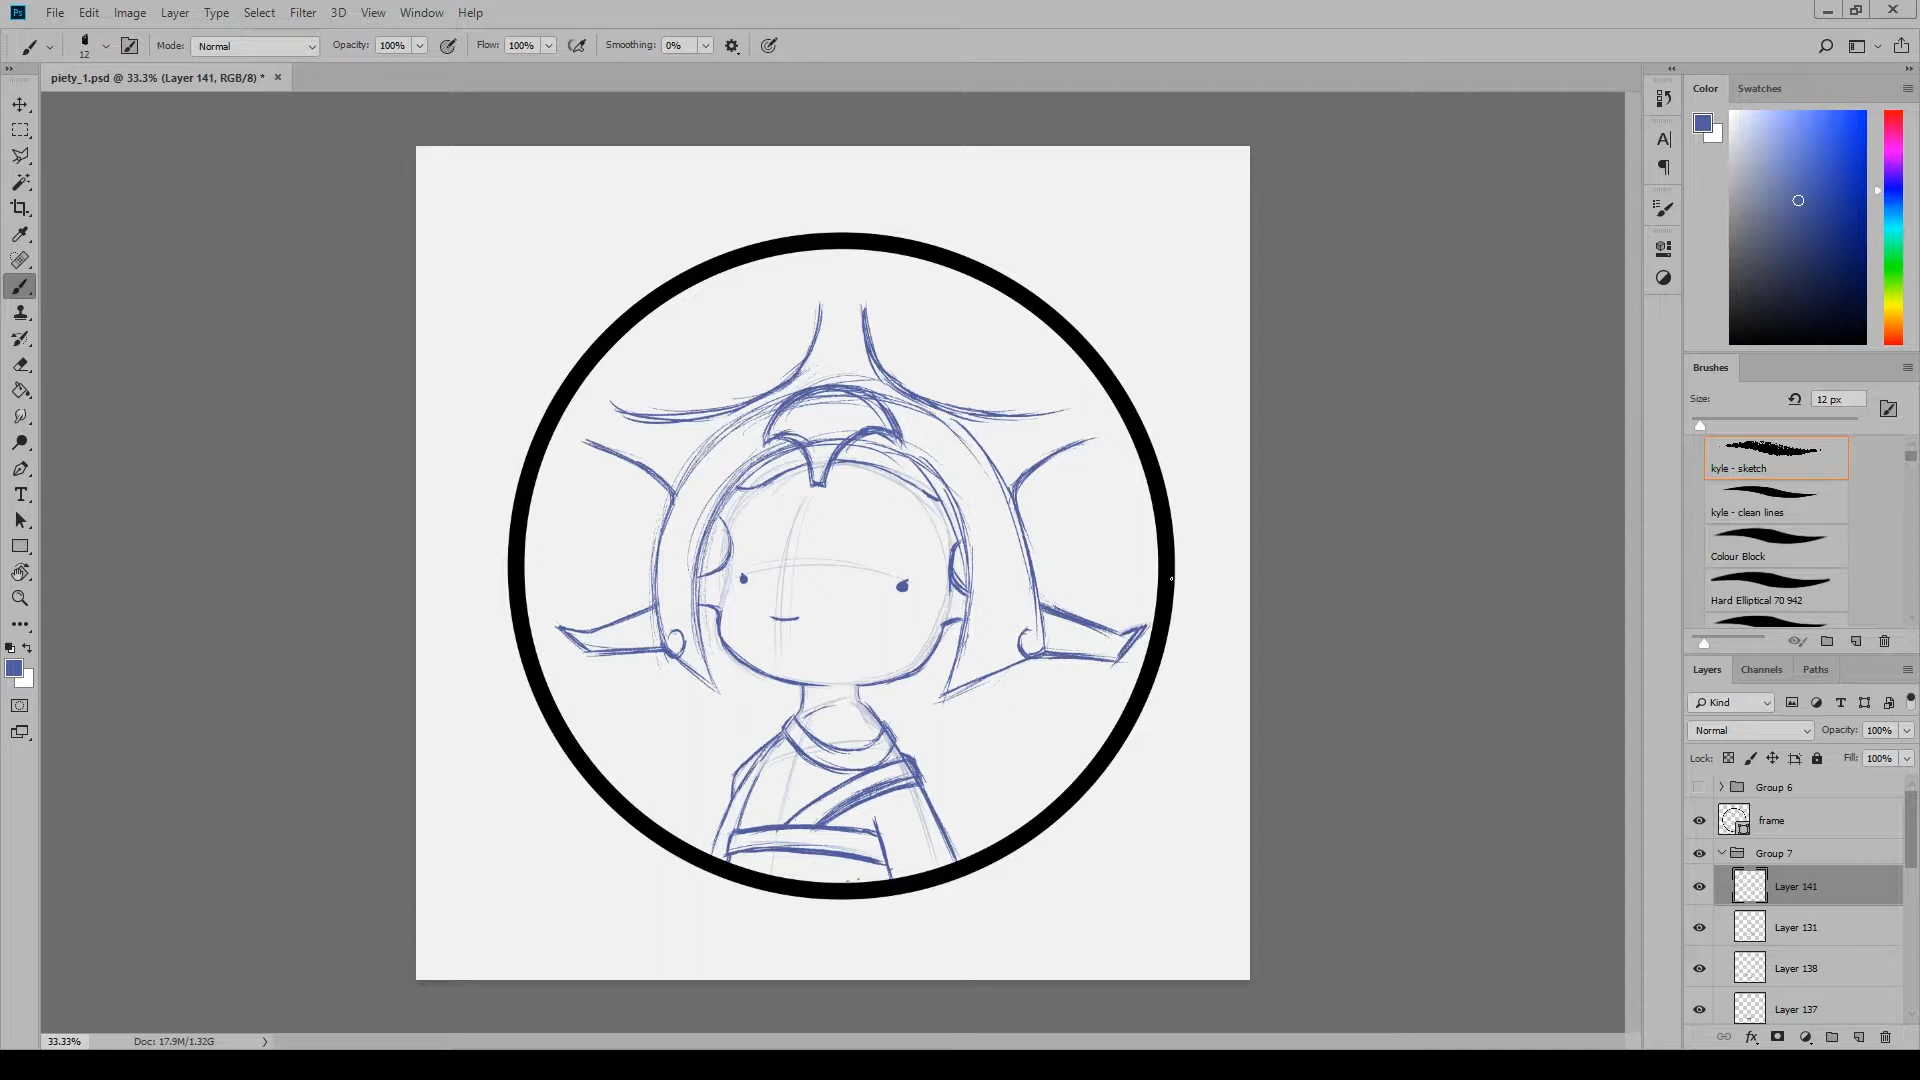 Ps File Edit Image Layer Type Select Filter 3D View Window Help
12 Mode: Normal Opacity: 100% Flow: 100% Smoothing: 0%
piety_1.psd @ 33.3% (Layer 141, RGB/8) *
Color Swatches
Brushes
Size: 12 px
kyle - sketch
kyle - clean lines
Colour Block
Hard Elliptical 70 942
Layers Channels Paths
Kind
Normal Opacity: 100%
Lock: Fill: 100%
Group 6
frame
Group 7
Layer 141
Layer 131
Layer 138
Layer 137
33.33% Doc: 17.9M/1.32G